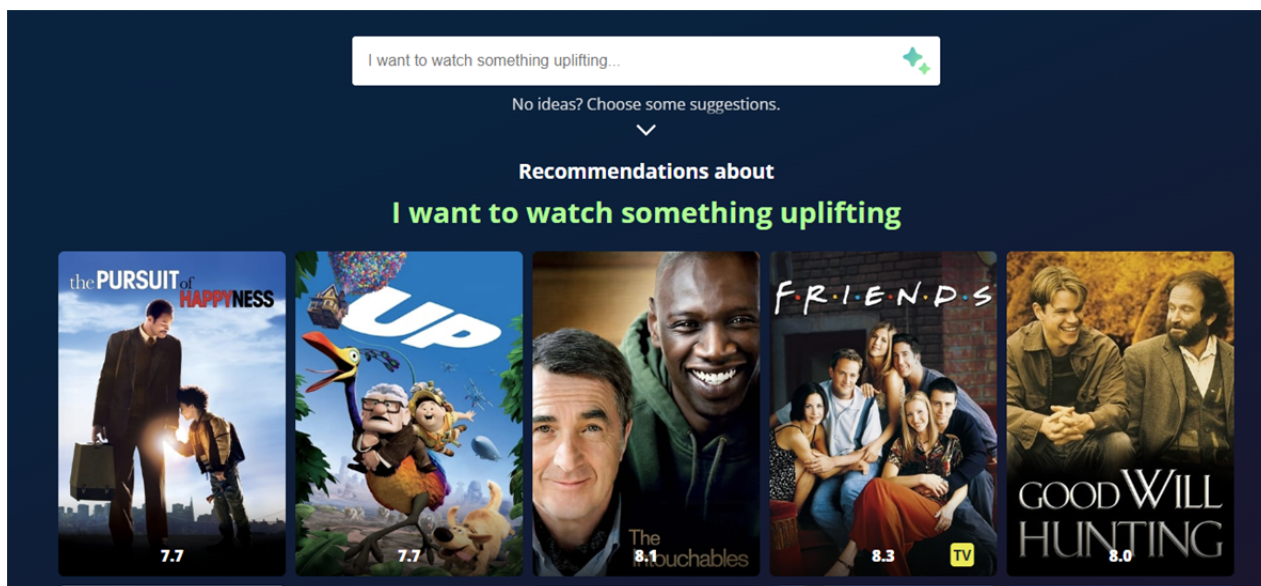 I want to watch something uplifting...
No ideas? Choose some suggestions.
Recommendations about
I want to watch something uplifting
the PURSUIT of
HAPPYNESS
7.7
UP
7.7
The
Intouchables
8.1
F·R·I·E·N·D·S
8.3
TV
GOOD WILL
HUNTING
8.0